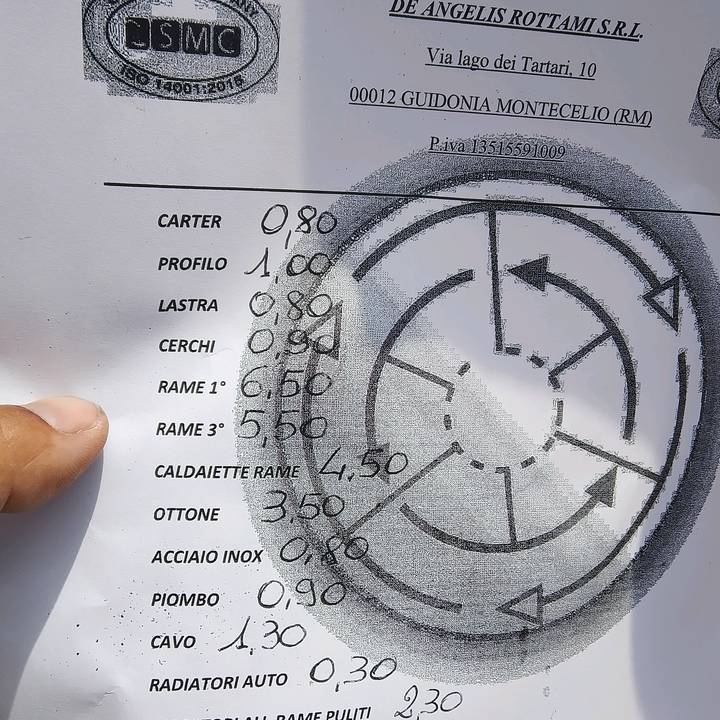 CSMC
ISO 14001:2015
DE ANGELIS ROTTAMI S.R.L.
Via lago dei Tartari, 10
00012 GUIDONIA MONTECELIO (RM)
P.iva 13515591009
CARTER 0,80
PROFILO 1,00
LASTRA 0,80
CERCHI 0,90
RAME 1° 6,50
RAME 3° 5,50
CALDAIETTE RAME 4,50
OTTONE 3,50
ACCIAIO INOX 0,80
PIOMBO 0,90
CAVO 1,30
RADIATORI AUTO 0,30
RAME PULITI 2,30